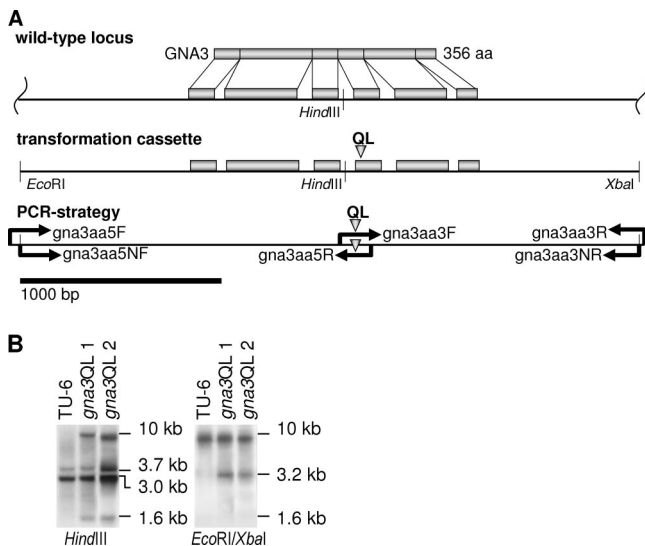 A
wild-type locus
GNA3 356 aa
HindIII
transformation cassette
QL
EcoRI HindIII XbaI
PCR-strategy
QL
gna3aa5F gna3aa3F gna3aa3R
gna3aa5NF gna3aa5R gna3aa3NR
1000 bp
B
TU-6 gna3QL 1 gna3QL 2
10 kb
3.7 kb
3.0 kb
1.6 kb
HindIII
TU-6 gna3QL 1 gna3QL 2
10 kb
3.2 kb
1.6 kb
EcoRI/XbaI